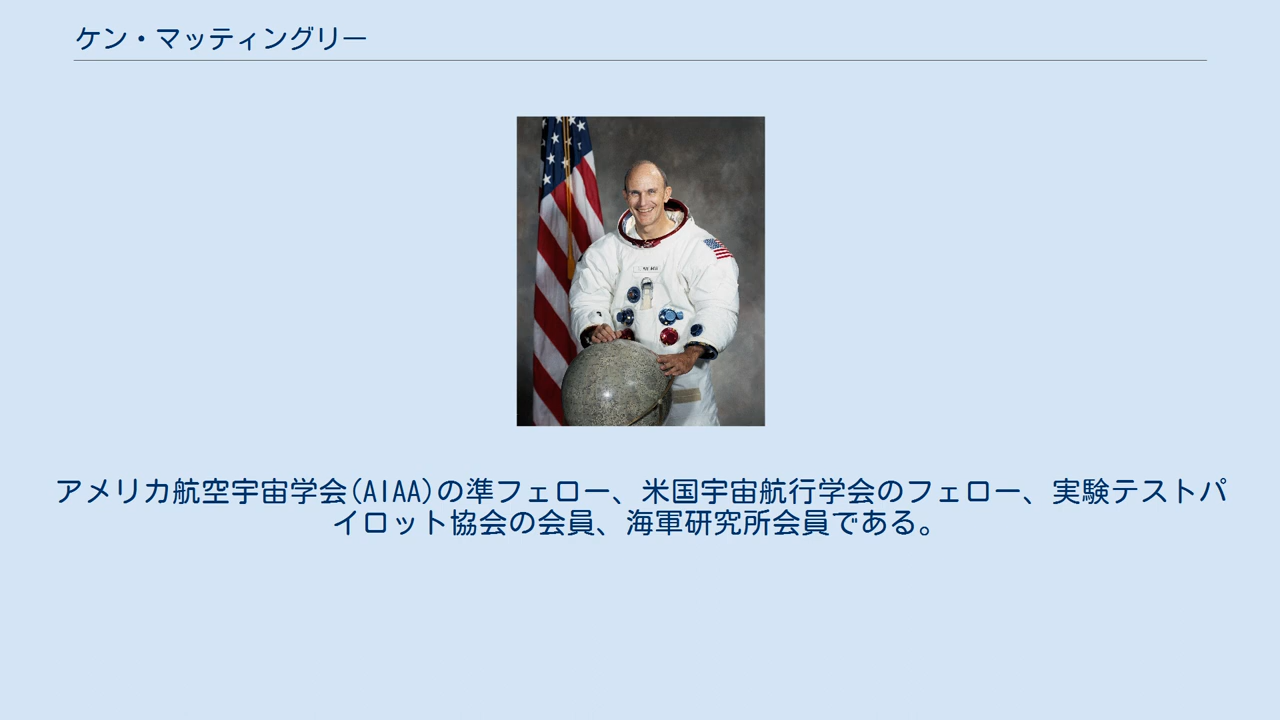 ケン・マッティングリー
アメリカ航空宇宙学会(AIAA)の準フェロー、米国宇宙航行学会のフェロー、実験テストパ
イロット協会の会員、海軍研究所会員である。